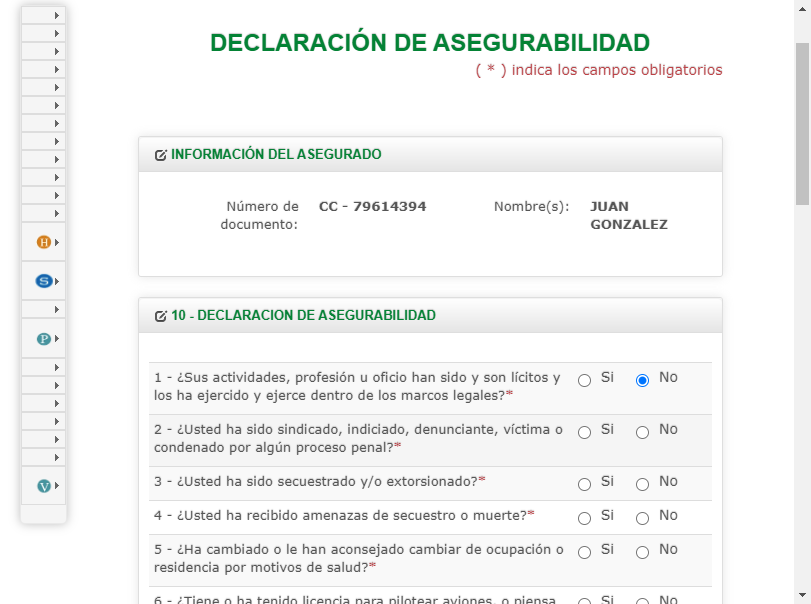 DECLARACIÓN DE ASEGURABILIDAD
( * ) indica los campos obligatorios
INFORMACIÓN DEL ASEGURADO
Número de documento: CC - 79614394 Nombre(s): JUAN GONZALEZ
10 - DECLARACION DE ASEGURABILIDAD
1 - ¿Sus actividades, profesión u oficio han sido y son lícitos y Si No
los ha ejercido y ejerce dentro de los marcos legales?*
2 - ¿Usted ha sido sindicado, indiciado, denunciante, víctima o Si No
condenado por algún proceso penal?*
3 - ¿Usted ha sido secuestrado y/o extorsionado?* Si No
4 - ¿Usted ha recibido amenazas de secuestro o muerte?* Si No
5 - ¿Ha cambiado o le han aconsejado cambiar de ocupación o Si No
residencia por motivos de salud?*
6 - ¿Tiene o ha tenido licencia para pilotear aviones, o piensa Si No
H
S
P
V